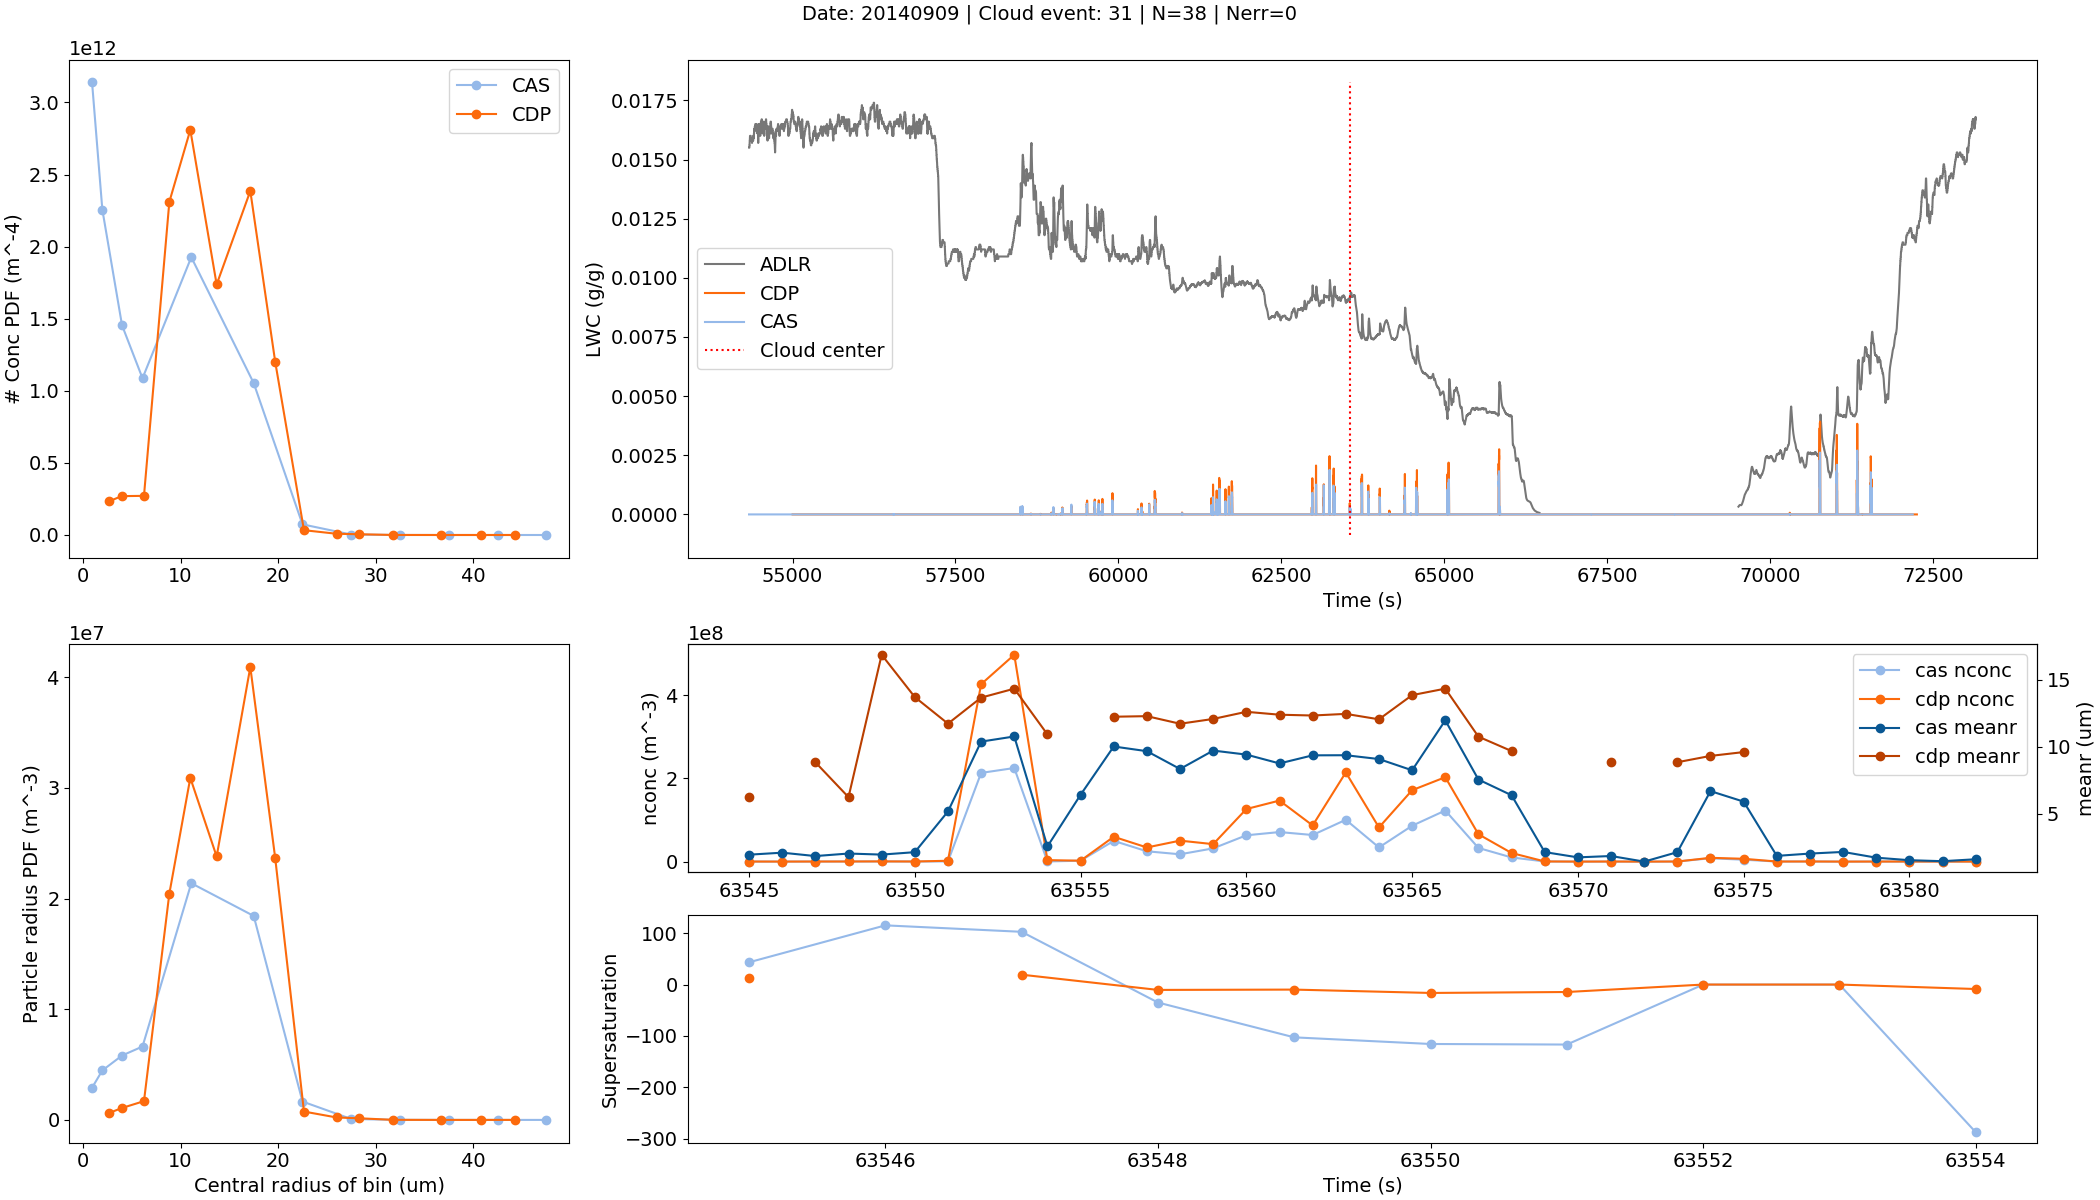 Date: 20140909 | Cloud event: 31 | N=38 | Nerr=0
1e12
# Conc PDF (m^-4)
3.0
2.5
2.0
1.5
1.0
0.5
0.0
0 10 20 30 40
CAS
CDP
LWC (g/g)
0.0175
0.0150
0.0125
0.0100
0.0075
0.0050
0.0025
0.0000
ADLR
CDP
CAS
Cloud center
55000 57500 60000 62500 65000 67500 70000 72500
Time (s)
1e7
Particle radius PDF (m^-3)
4
3
2
1
0
0 10 20 30 40
Central radius of bin (um)
1e8
nconc (m^-3)
4
2
0
cas nconc
cdp nconc
cas meanr
cdp meanr
15
10
5
meanr (um)
63545 63550 63555 63560 63565 63570 63575 63580
Supersaturation
100
0
−100
−200
−300
63546 63548 63550 63552 63554
Time (s)